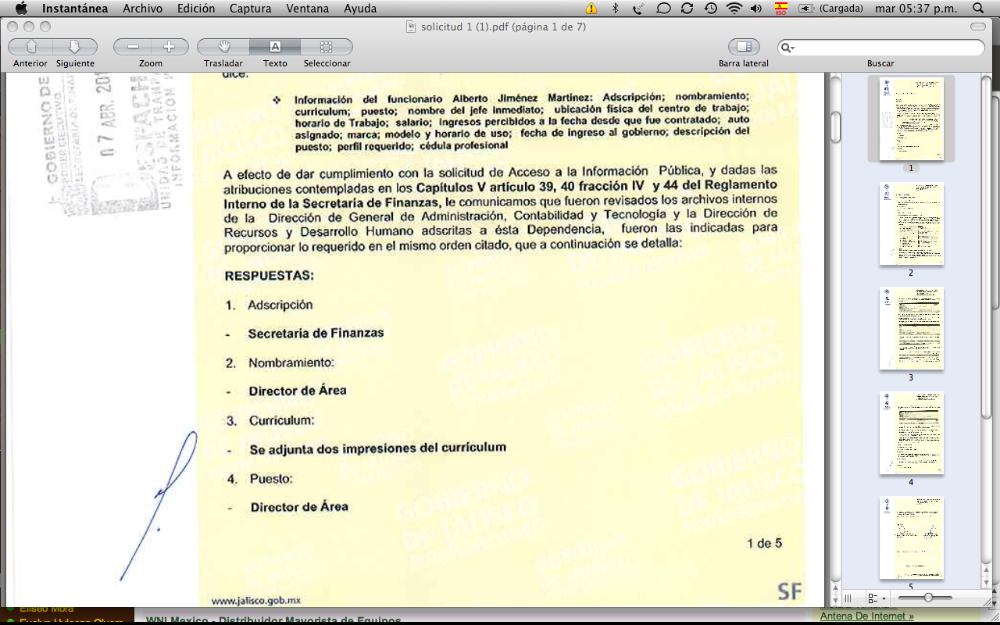 Instantánea Archivo Edición Captura Ventana Ayuda ISO (Cargada) mar 05:37 p.m.
solicitud 1 (1).pdf (página 1 de 7)
Anterior Siguiente Zoom Trasladar Texto Seleccionar Barra lateral Buscar
dice:
GOBIERNO DE
PODER EJECUTIVO
07 ABR. 201
DESPACH
UNIDAD DE
❖ Información del funcionario Alberto Jiménez Martínez: Adscripción; nombramiento;
curriculum; puesto; nombre del jefe inmediato; ubicación física del centro de trabajo;
horario de Trabajo; salario; ingresos percibidos a la fecha desde que fue contratado; auto
asignado; marca; modelo y horario de uso; fecha de ingreso al gobierno; descripción del
puesto; perfil requerido; cédula profesional
A efecto de dar cumplimiento con la solicitud de Acceso a la Información Pública, y dadas las
atribuciones contempladas en los Capítulos V artículo 39, 40 fracción IV y 44 del Reglamento
Interno de la Secretaría de Finanzas, le comunicamos que fueron revisados los archivos internos
de la Dirección de General de Administración, Contabilidad y Tecnología y la Dirección de
Recursos y Desarrollo Humano adscritas a ésta Dependencia, fueron las indicadas para
proporcionar lo requerido en el mismo orden citado, que a continuación se detalla:
RESPUESTAS:
1. Adscripción
- Secretaría de Finanzas
2. Nombramiento:
- Director de Área
3. Currículum:
- Se adjunta dos impresiones del currículum
4. Puesto:
- Director de Área
1 de 5
www.jalisco.gob.mx
SF
GOBIERNO
DE JALISCO
1
2
3
4
5
Eliseo Mora
WNI Mexico - Distribuidor Mayorista de Equipos
Antena De Internet »